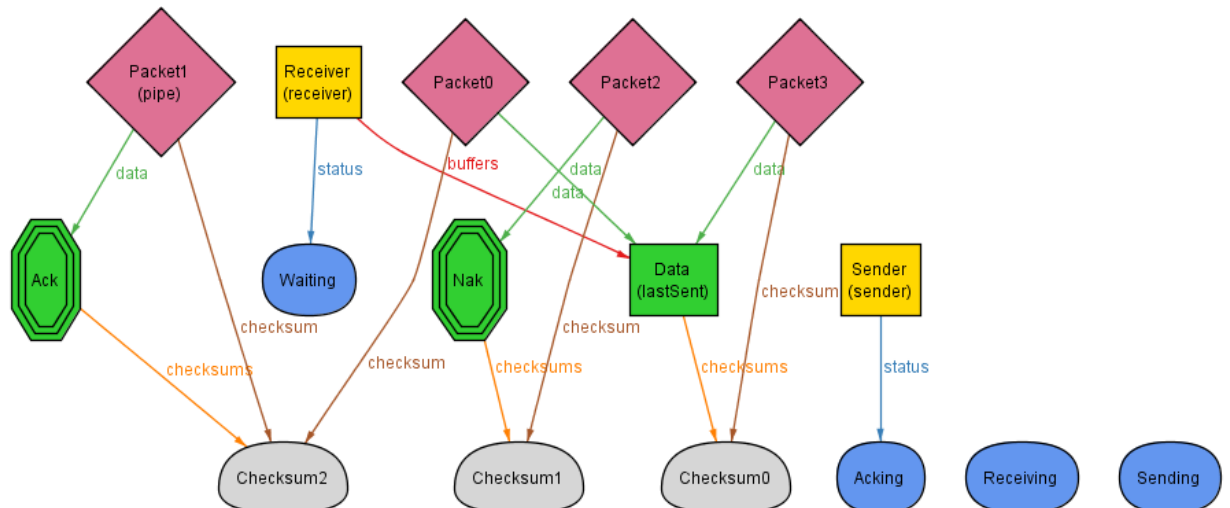 Packet1
(pipe)
Receiver
(receiver)
Packet0
Packet2
Packet3
data
status
buffers
data
data
data
Ack
Waiting
Nak
Data
(lastSent)
Sender
(sender)
checksum
checksum
checksum
checksums
checksum
checksums
checksums
status
Checksum2
Checksum1
Checksum0
Acking
Receiving
Sending